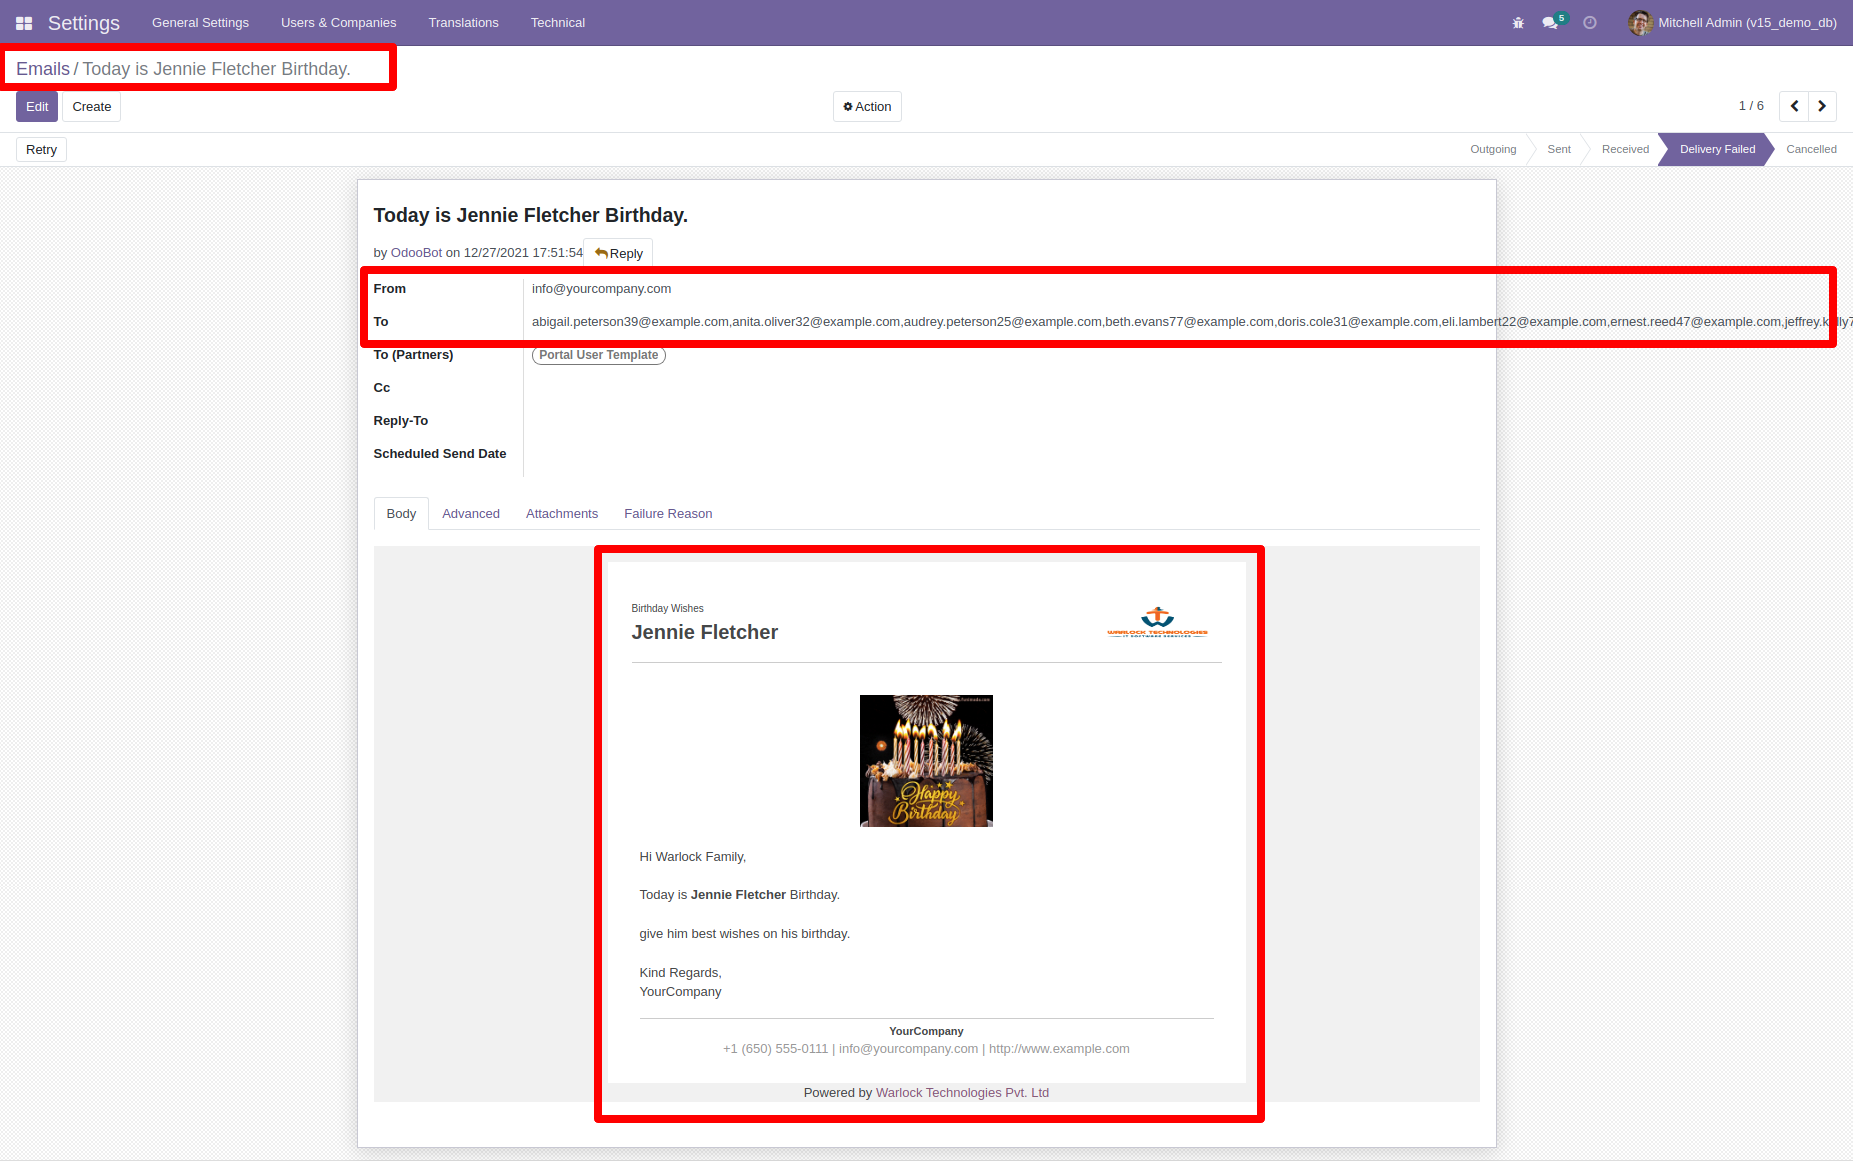 Settings General Settings Users & Companies Translations Technical 5 Mitchell Admin (v15_demo_db)
Emails / Today is Jennie Fletcher Birthday.
Edit Create Action 1 / 6
Retry Outgoing Sent Received Delivery Failed Cancelled
Today is Jennie Fletcher Birthday.
by OdooBot on 12/27/2021 17:51:54 Reply
From info@yourcompany.com
To abigail.peterson39@example.com,anita.oliver32@example.com,audrey.peterson25@example.com,beth.evans77@example.com,doris.cole31@example.com,eli.lambert22@example.com,ernest.reed47@example.com,
To (Partners) Portal User Template
Cc
Reply-To
Scheduled Send Date
Body Advanced Attachments Failure Reason
Birthday Wishes
Jennie Fletcher
WARLOCK TECHNOLOGIES
IT SOFTWARE SERVICES
Happy
Birthday
Hi Warlock Family,
Today is Jennie Fletcher Birthday.
give him best wishes on his birthday.
Kind Regards,
YourCompany
YourCompany
+1 (650) 555-0111 | info@yourcompany.com | http://www.example.com
Powered by Warlock Technologies Pvt. Ltd